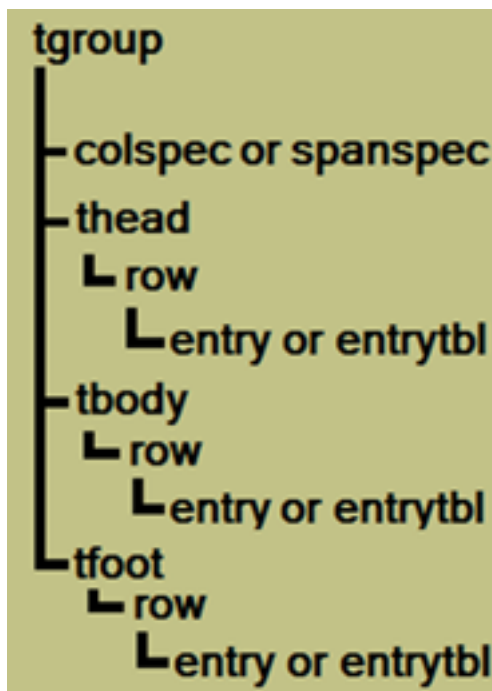 tgroup
colspec or spanspec
thead
row
entry or entrytbl
tbody
row
entry or entrytbl
tfoot
row
entry or entrytbl